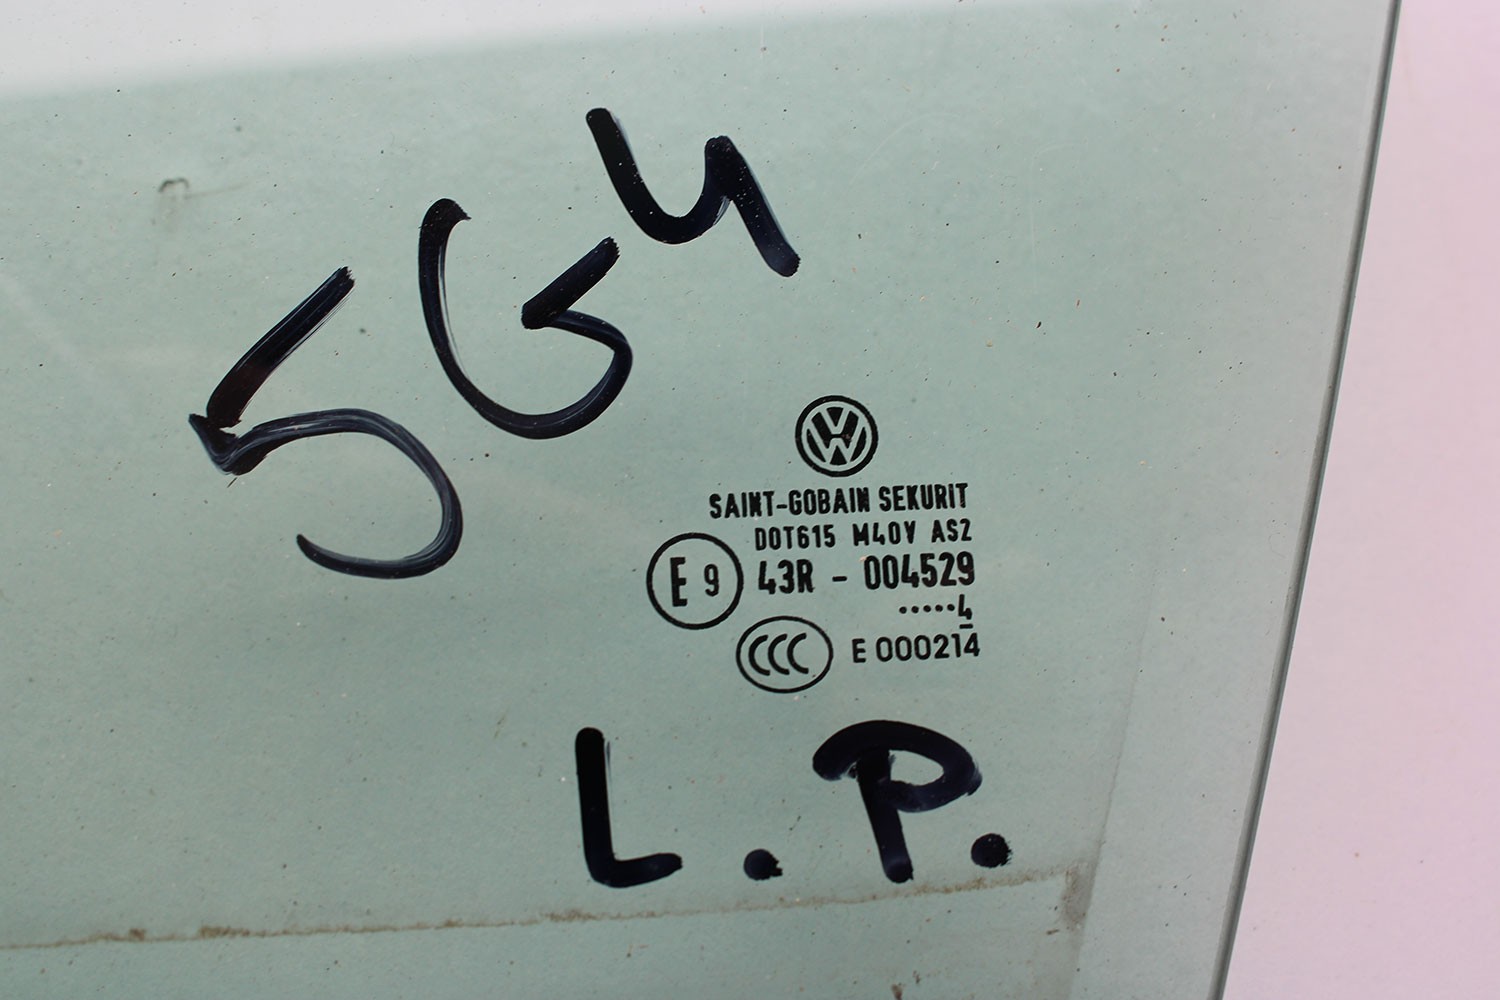 5G4
SAINT-GOBAIN SEKURIT
DOT615 M40V AS2
E 9 43R - 004529
.....4
CCC E 000214
L.P.